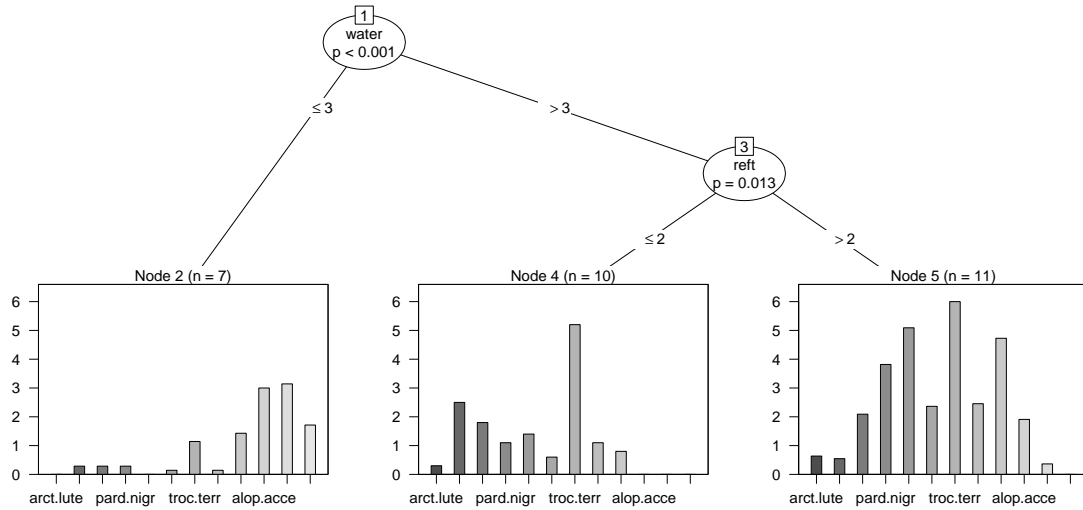 1
water
p < 0.001
≤ 3
> 3
3
reft
p = 0.013
≤ 2
> 2
Node 2 (n = 7)
6
5
4
3
2
1
0
arct.lute pard.nigr troc.terr alop.acce
Node 4 (n = 10)
6
5
4
3
2
1
0
arct.lute pard.nigr troc.terr alop.acce
Node 5 (n = 11)
6
5
4
3
2
1
0
arct.lute pard.nigr troc.terr alop.acce